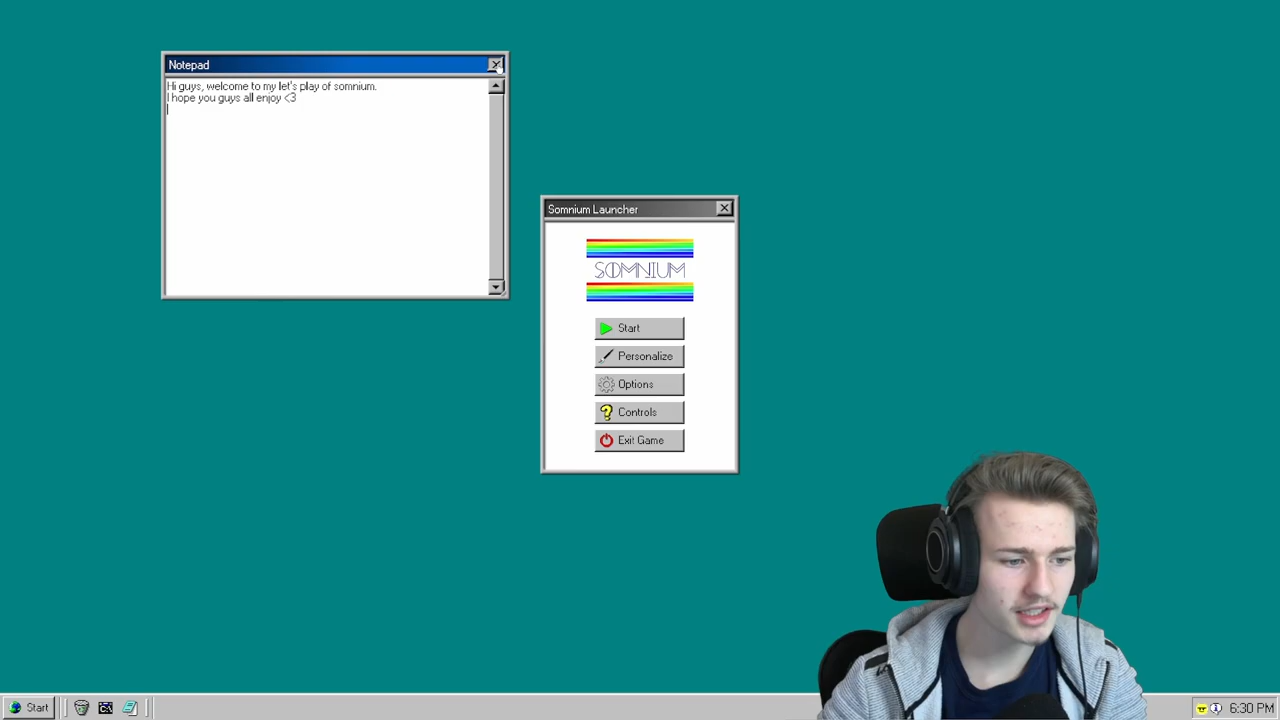 Notepad
Hi guys, welcome to my let's play of somnium.
I hope you guys all enjoy <3
Somnium Launcher
SOMNIUM
Start
Personalize
Options
Controls
Exit Game
Start
6:30 PM